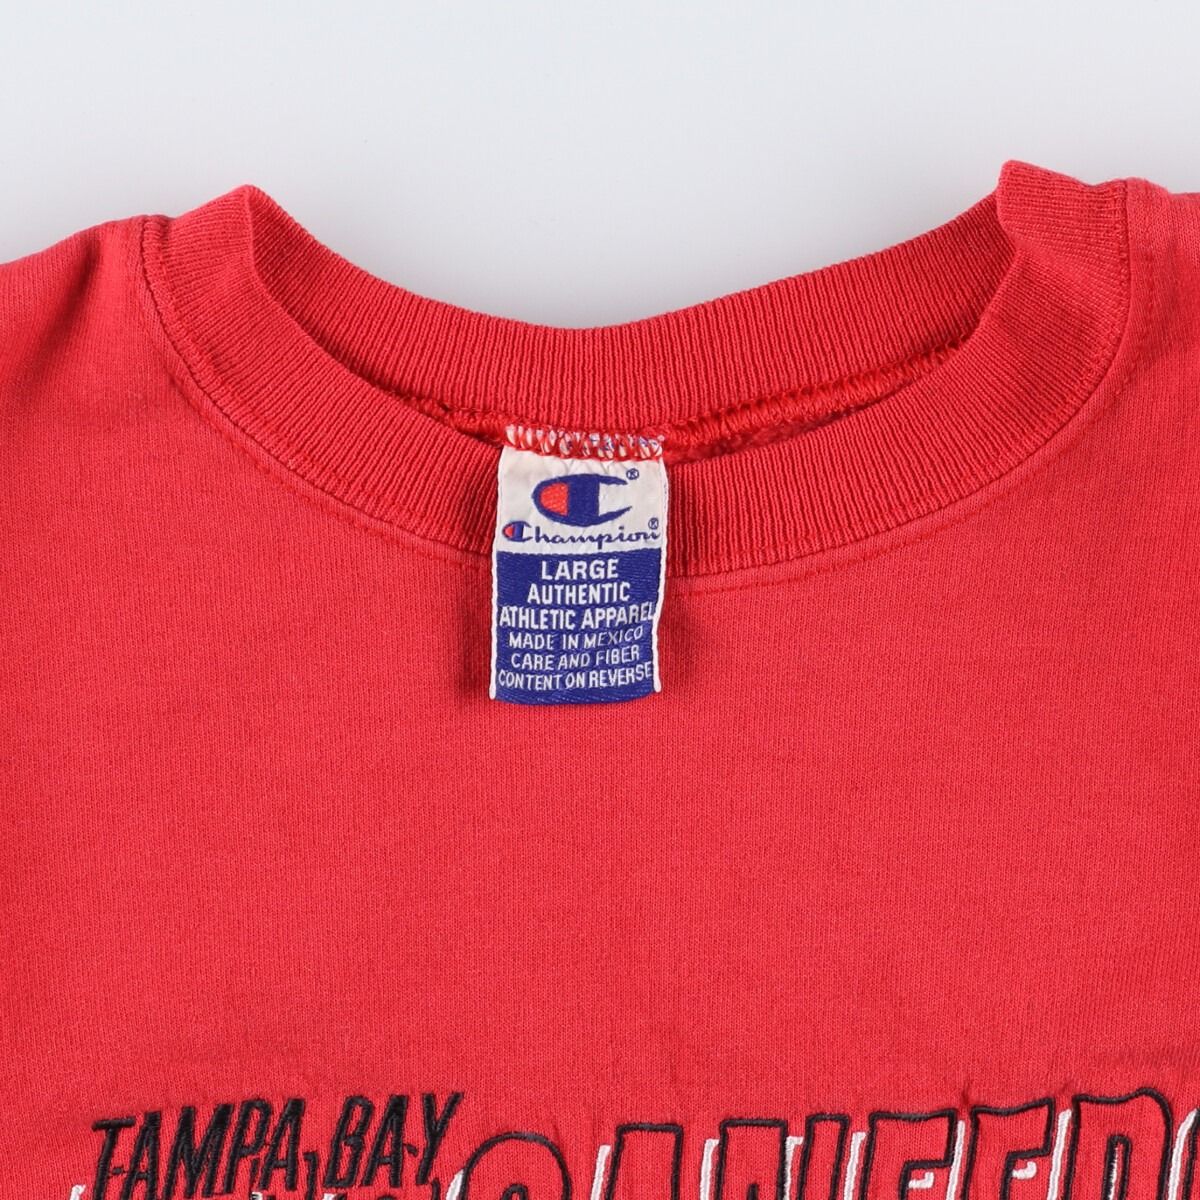 Champion
LARGE
AUTHENTIC
ATHLETIC APPAREL
MADE IN MEXICO
CARE AND FIBER
CONTENT ON REVERSE
TAMPA BAY